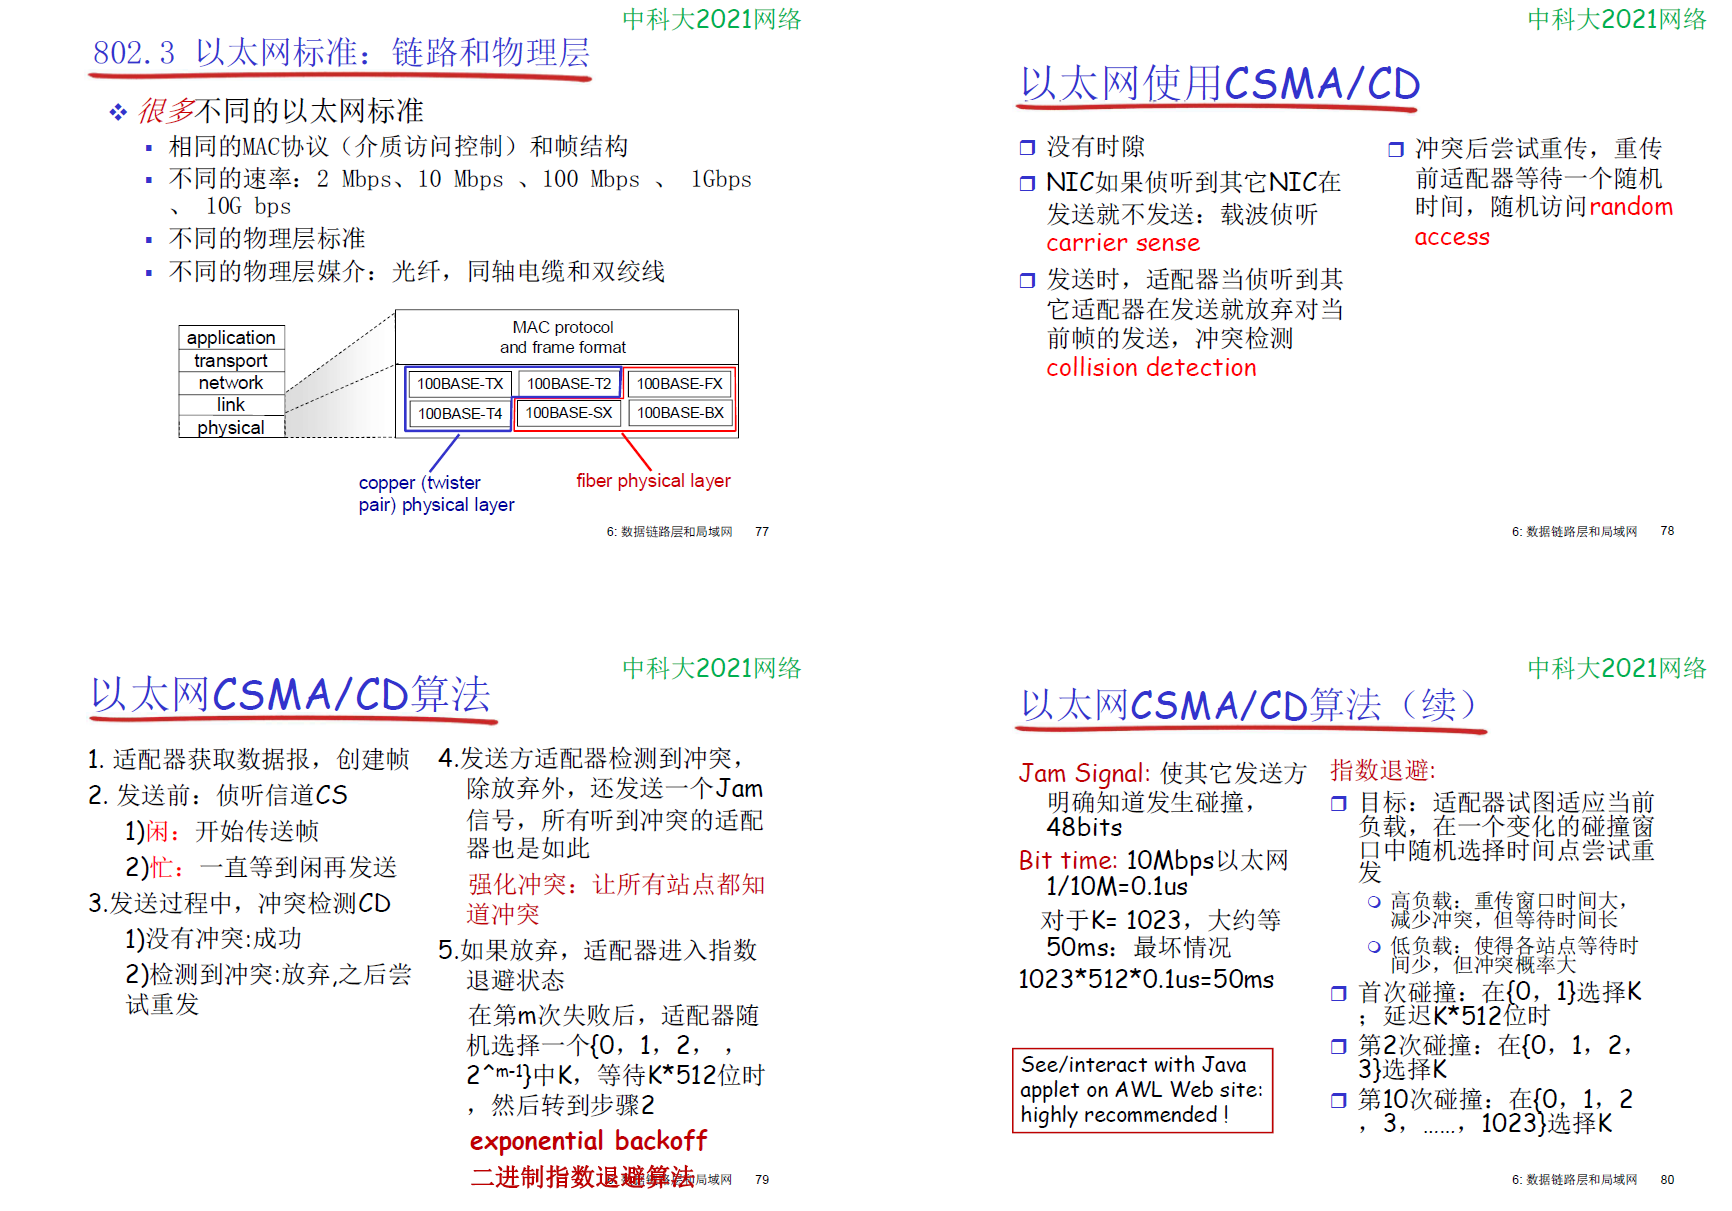 中科大2021网络
802.3 以太网标准：链路和物理层
很多不同的以太网标准
相同的MAC协议（介质访问控制）和帧结构
不同的速率：2 Mbps、10 Mbps 、100 Mbps 、 1Gbps
、 10G bps
不同的物理层标准
不同的物理层媒介：光纤，同轴电缆和双绞线
application
transport
network
link
physical
MAC protocol
and frame format
100BASE-TX
100BASE-T2
100BASE-FX
100BASE-T4
100BASE-SX
100BASE-BX
copper (twister
pair) physical layer
fiber physical layer
6: 数据链路层和局域网 77
中科大2021网络
以太网使用CSMA/CD
没有时隙
NIC如果侦听到其它NIC在
发送就不发送：载波侦听
carrier sense
发送时，适配器当侦听到其
它适配器在发送就放弃对当
前帧的发送，冲突检测
collision detection
冲突后尝试重传，重传
前适配器等待一个随机
时间，随机访问random
access
6: 数据链路层和局域网 78
中科大2021网络
以太网CSMA/CD算法
1. 适配器获取数据报，创建帧
2. 发送前：侦听信道CS
1)闲：开始传送帧
2)忙：一直等到闲再发送
3.发送过程中，冲突检测CD
1)没有冲突:成功
2)检测到冲突:放弃,之后尝
试重发
4.发送方适配器检测到冲突，
除放弃外，还发送一个Jam
信号，所有听到冲突的适配
器也是如此
强化冲突：让所有站点都知
道冲突
5.如果放弃，适配器进入指数
退避状态
在第m次失败后，适配器随
机选择一个{0，1，2， ，
2^m-1}中K，等待K*512位时
，然后转到步骤2
exponential backoff
二进制指数退避算法
6: 数据链路层和局域网 79
中科大2021网络
以太网CSMA/CD算法（续）
Jam Signal: 使其它发送方
明确知道发生碰撞，
48bits
Bit time: 10Mbps以太网
1/10M=0.1us
对于K= 1023，大约等
50ms：最坏情况
1023*512*0.1us=50ms
See/interact with Java
applet on AWL Web site:
highly recommended !
指数退避:
目标：适配器试图适应当前
负载，在一个变化的碰撞窗
口中随机选择时间点尝试重
发
高负载：重传窗口时间大，
减少冲突，但等待时间长
低负载：使得各站点等待时
间少，但冲突概率大
首次碰撞：在{0，1}选择K
；延迟K*512位时
第2次碰撞：在{0，1，2，
3}选择K
第10次碰撞：在{0，1，2
，3，……，1023}选择K
6: 数据链路层和局域网 80